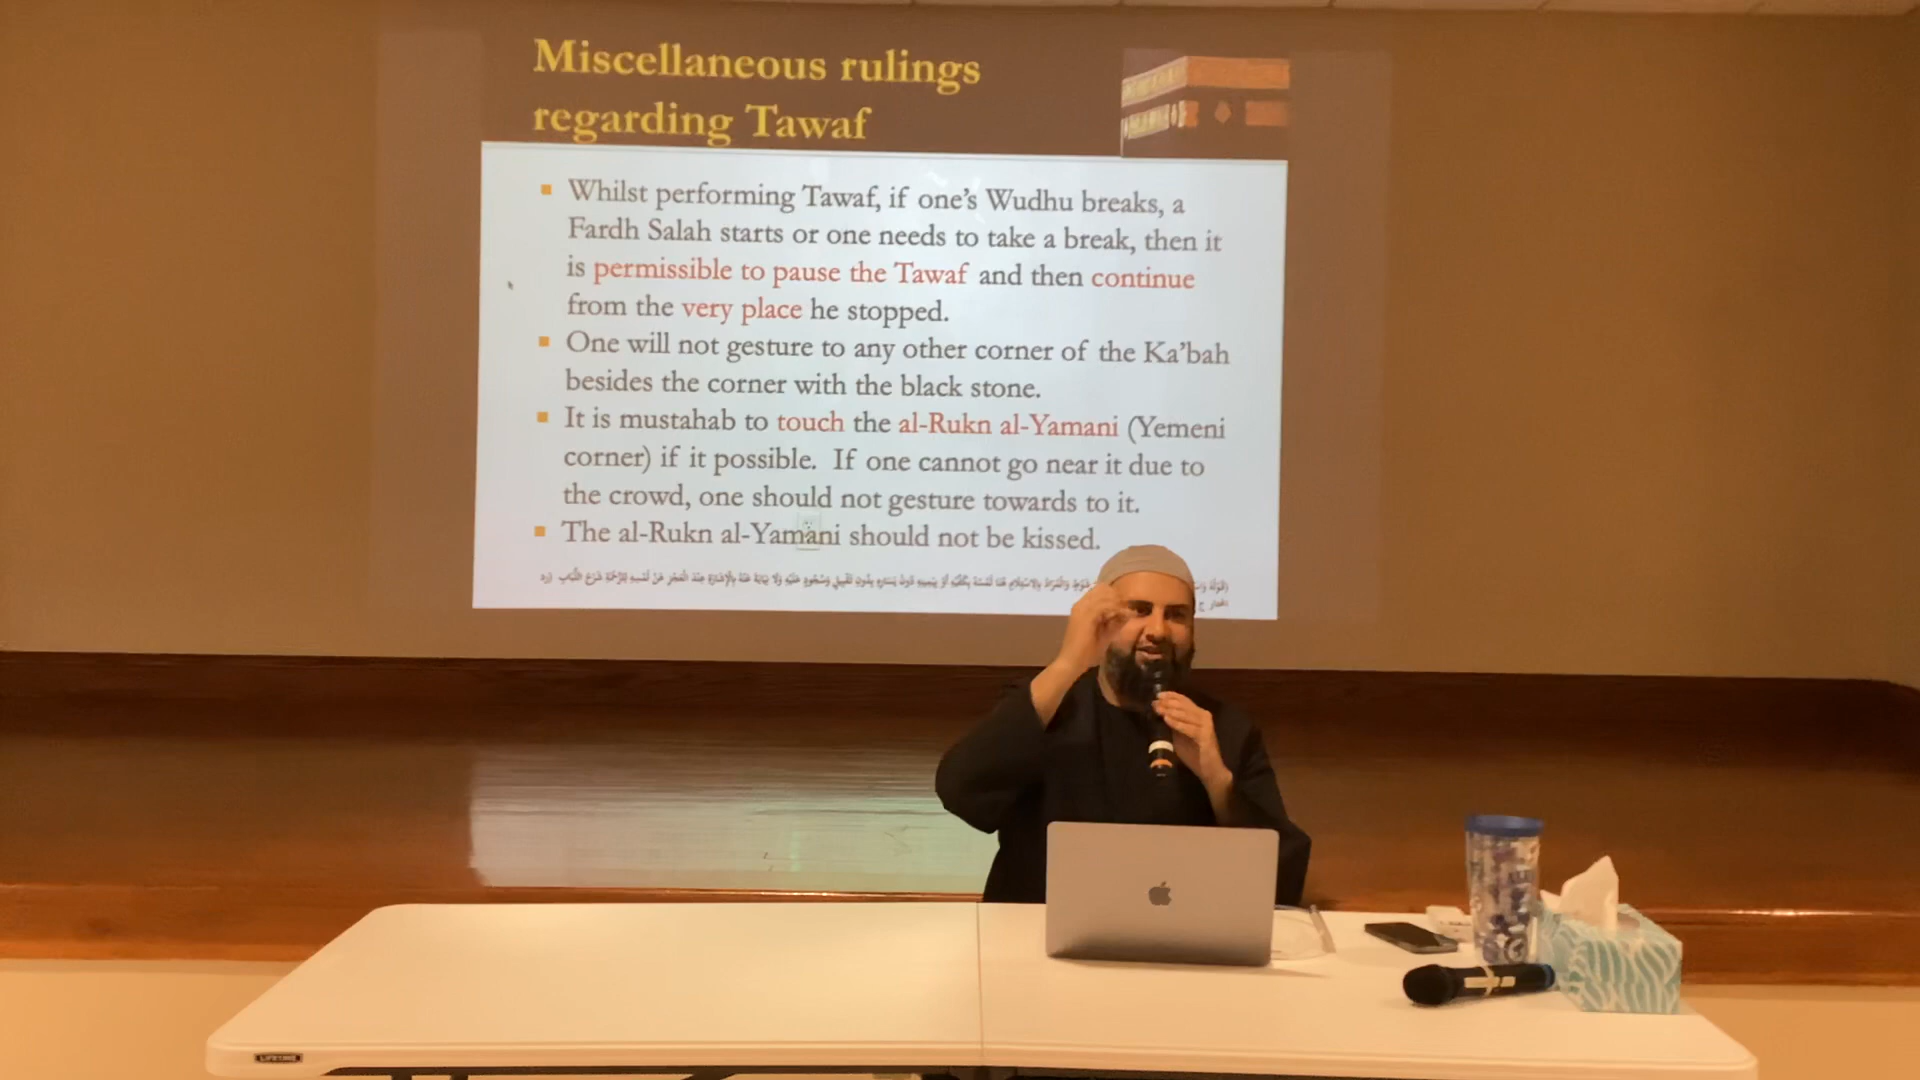 Miscellaneous rulings
regarding Tawaf
Whilst performing Tawaf, if one's Wudhu breaks, a
Fardh Salah starts or one needs to take a break, then it
is permissible to pause the Tawaf and then continue
from the very place he stopped.
One will not gesture to any other corner of the Ka'bah
besides the corner with the black stone.
It is mustahab to touch the al-Rukn al-Yamani (Yemeni
corner) if it possible. If one cannot go near it due to
the crowd, one should not gesture towards to it.
The al-Rukn al-Yamani should not be kissed.
LIFETIME